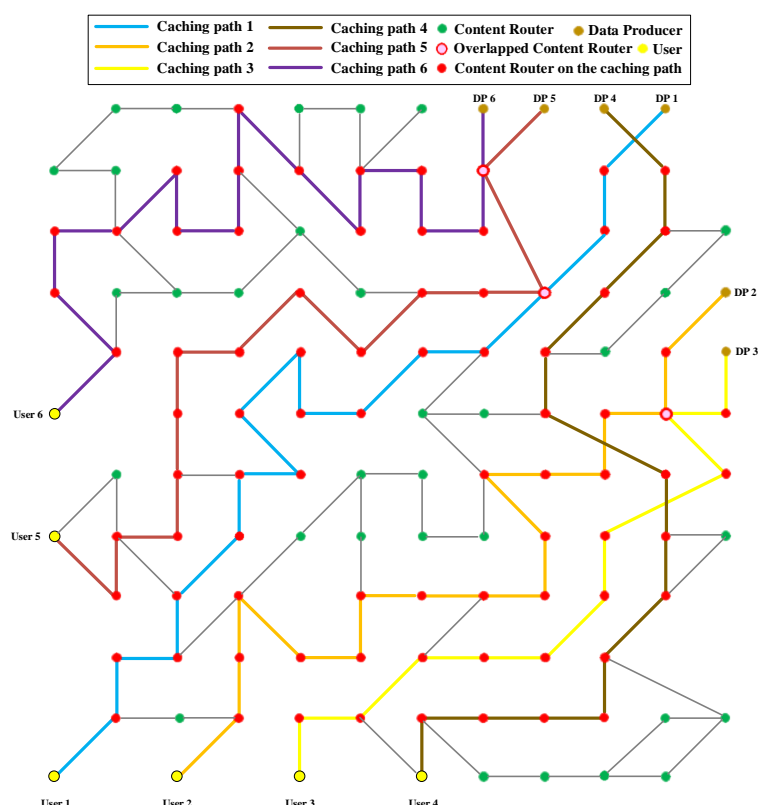 Caching path 1 Caching path 4 Content Router Data Producer
Caching path 2 Caching path 5 Overlapped Content Router User
Caching path 3 Caching path 6 Content Router on the caching path
DP 6 DP 5 DP 4 DP 1
DP 2
DP 3
User 6
User 5
User 1 User 2 User 3 User 4